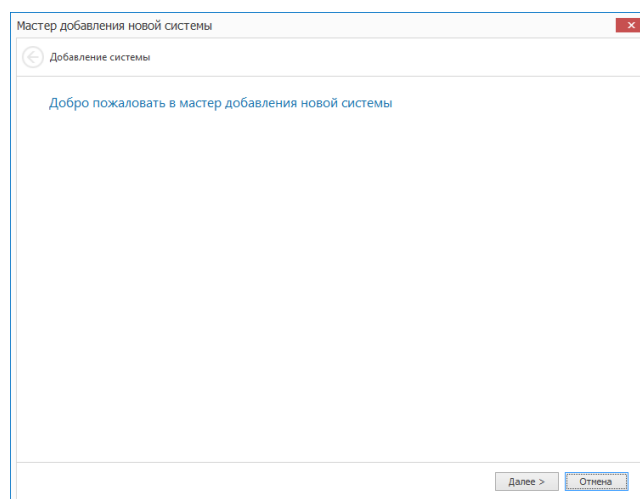 Мастер добавления новой системы
Добавление системы
Добро пожаловать в мастер добавления новой системы
Далее > Отмена